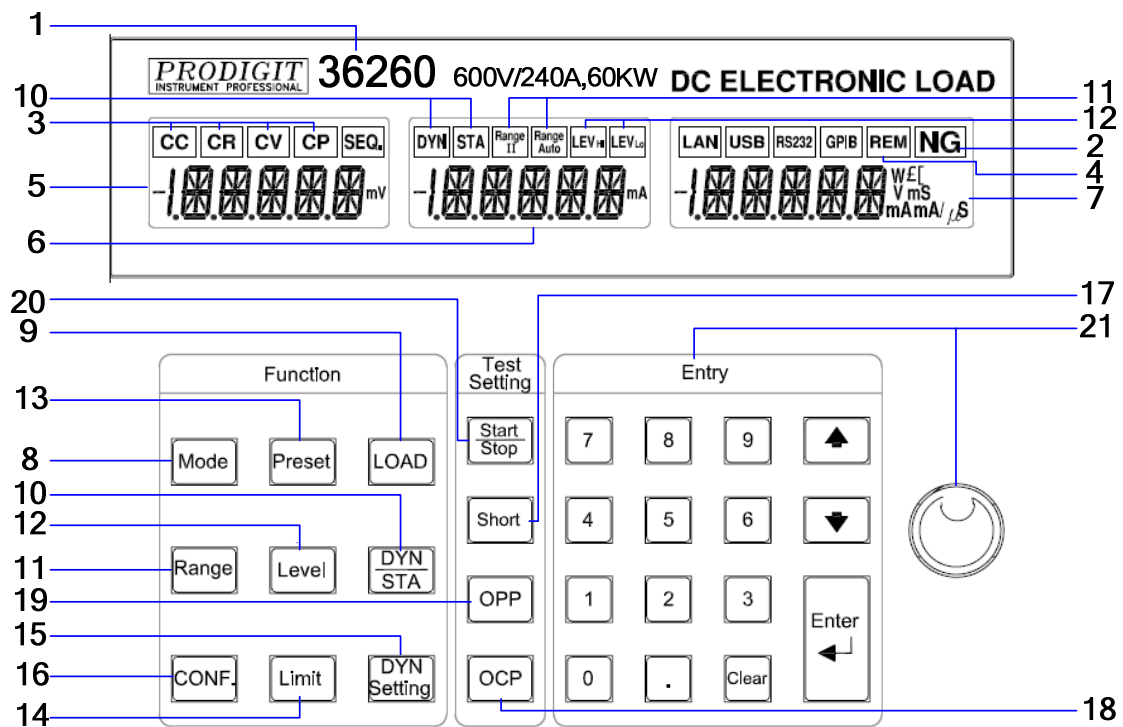 1
PRODIGIT
INSTRUMENT PROFESSIONAL
36260 600V/240A,60KW DC ELECTRONIC LOAD
10 11
3 12
CC CR CV CP SEQ.
DYN STA Range II Range Auto LEV HI LEV Lo
LAN USB RS232 GPIB REM NG
2
4
5 7
mV
mA
W £[
V mS
mA mA/μS
6
20 17
9 21
Function
Test
Setting
Entry
13
8
Mode Preset LOAD
Start
Stop
7 8 9
10
12
Short
4 5 6
11
Range Level DYN
STA
19
OPP
1 2 3
Enter
15
16
CONF. Limit DYN
Setting
OCP
0 . Clear
14 18